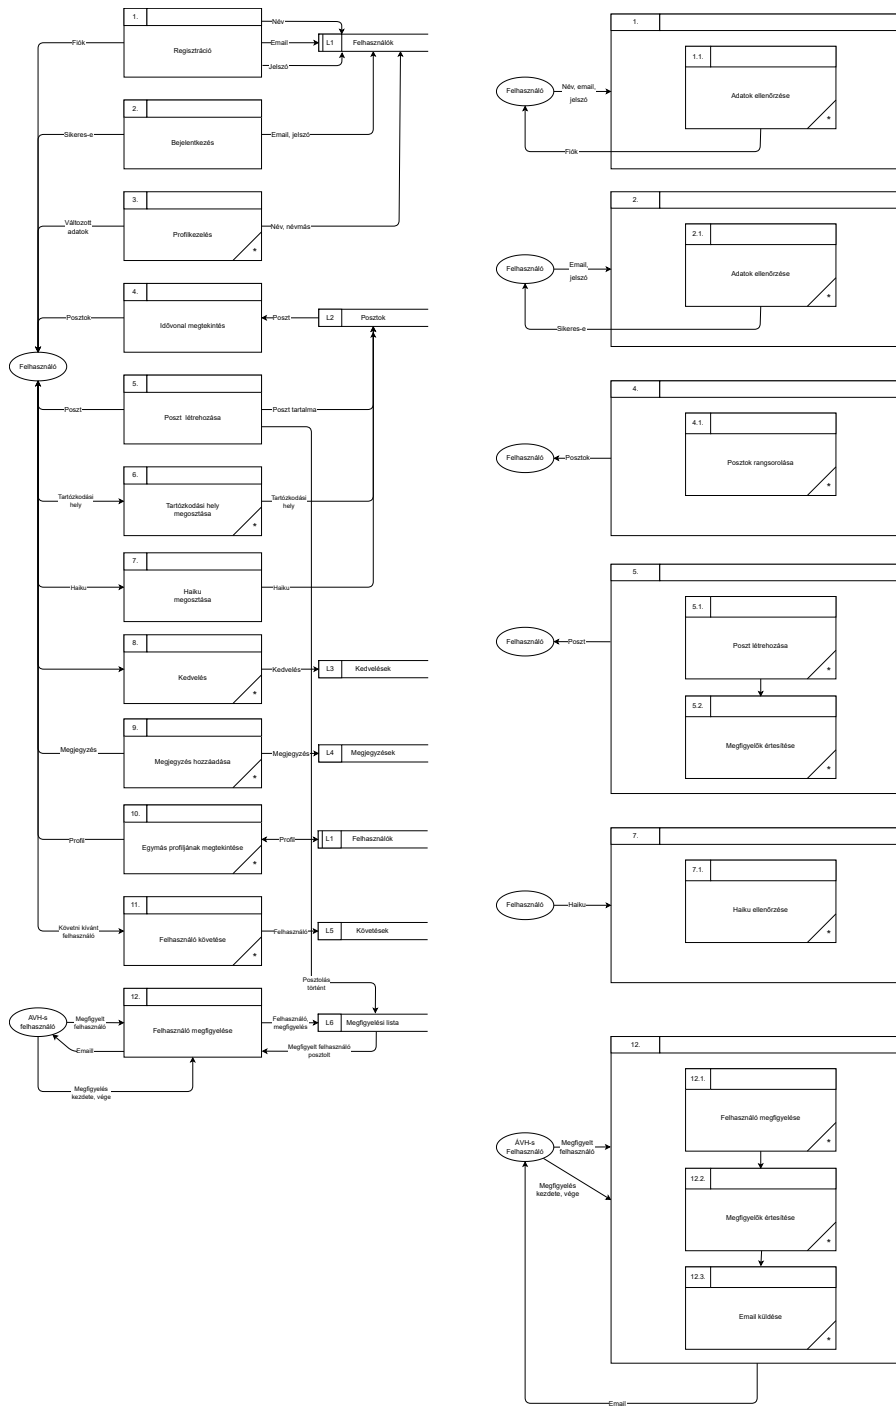 1.
Regisztráció
Név
Email
Jelszó
L1
Felhasználók
Fiók
2.
Bejelentkezés
Sikeres-e
Email, jelszó
3.
Profilkezelés
*
Változott
adatok
Név, névmás
4.
Idővonal megtekintés
Posztok
Poszt
L2
Posztok
Felhasználó
5.
Poszt létrehozása
Poszt
Poszt tartalma
6.
Tartózkodási hely
megosztása
*
Tartózkodási
hely
Tartózkodási
hely
7.
Haiku
megosztása
Haiku
Haiku
8.
Kedvelés
*
Kedvelés
L3
Kedvelések
9.
Megjegyzés hozzáadása
*
Megjegyzés
Megjegyzés
L4
Megjegyzések
10.
Egymás profiljának megtekintése
*
Profil
Profil
L1
Felhasználók
11.
Felhasználó követése
*
Követni kívánt
felhasználó
Felhasználó
L5
Követések
Posztolás
történt
12.
Felhasználó megfigyelése
ÁVH-s
felhasználó
Megfigyelt
felhasználó
Emaill
Felhasználó,
megfigyelés
L6
Megfigyelési lista
Megfigyelt felhasználó
posztolt
Megfigyelés
kezdete, vége
1.
1.1.
Adatok ellenőrzése
*
Felhasználó
Név, email,
jelszó
Fiók
2.
2.1.
Adatok ellenőrzése
*
Felhasználó
Email,
jelszó
Sikeres-e
4.
4.1.
Posztok rangsorolása
*
Felhasználó
Posztok
5.
5.1.
Poszt létrehozása
*
Felhasználó
Poszt
5.2.
Megfigyelők értesítése
*
7.
7.1.
Haiku ellenőrzése
*
Felhasználó
Haiku
12.
12.1.
Felhasználó megfigyelése
*
ÁVH-s
Felhasználó
Megfigyelt
felhasználó
Megfigyelés
kezdete, vége
12.2.
Megfigyelők értesítése
*
12.3.
Email küldése
*
Email